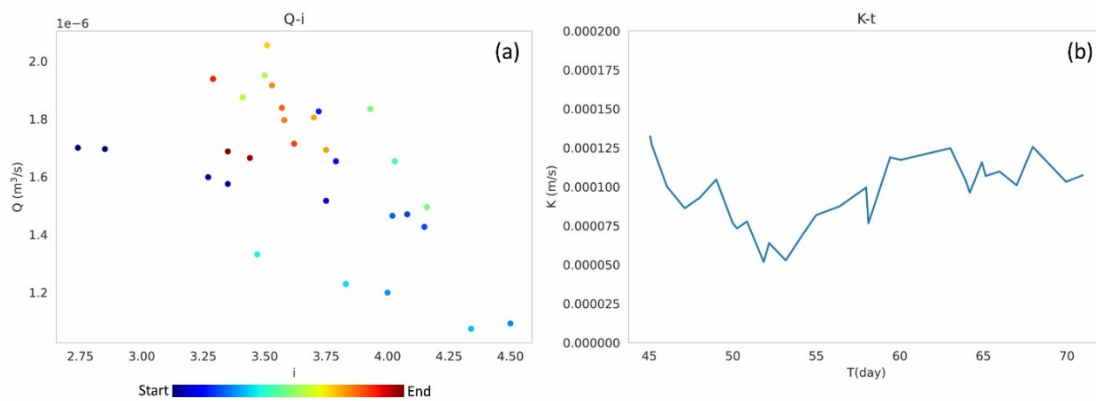 Q-i
1e−6
(a)
2.0
1.8
1.6
1.4
1.2
Q (m³/s)
2.75 3.00 3.25 3.50 3.75 4.00 4.25 4.50
i
Start End
K-t
(b)
0.000200
0.000175
0.000150
0.000125
0.000100
0.000075
0.000050
0.000025
0.000000
K (m/s)
45 50 55 60 65 70
T(day)